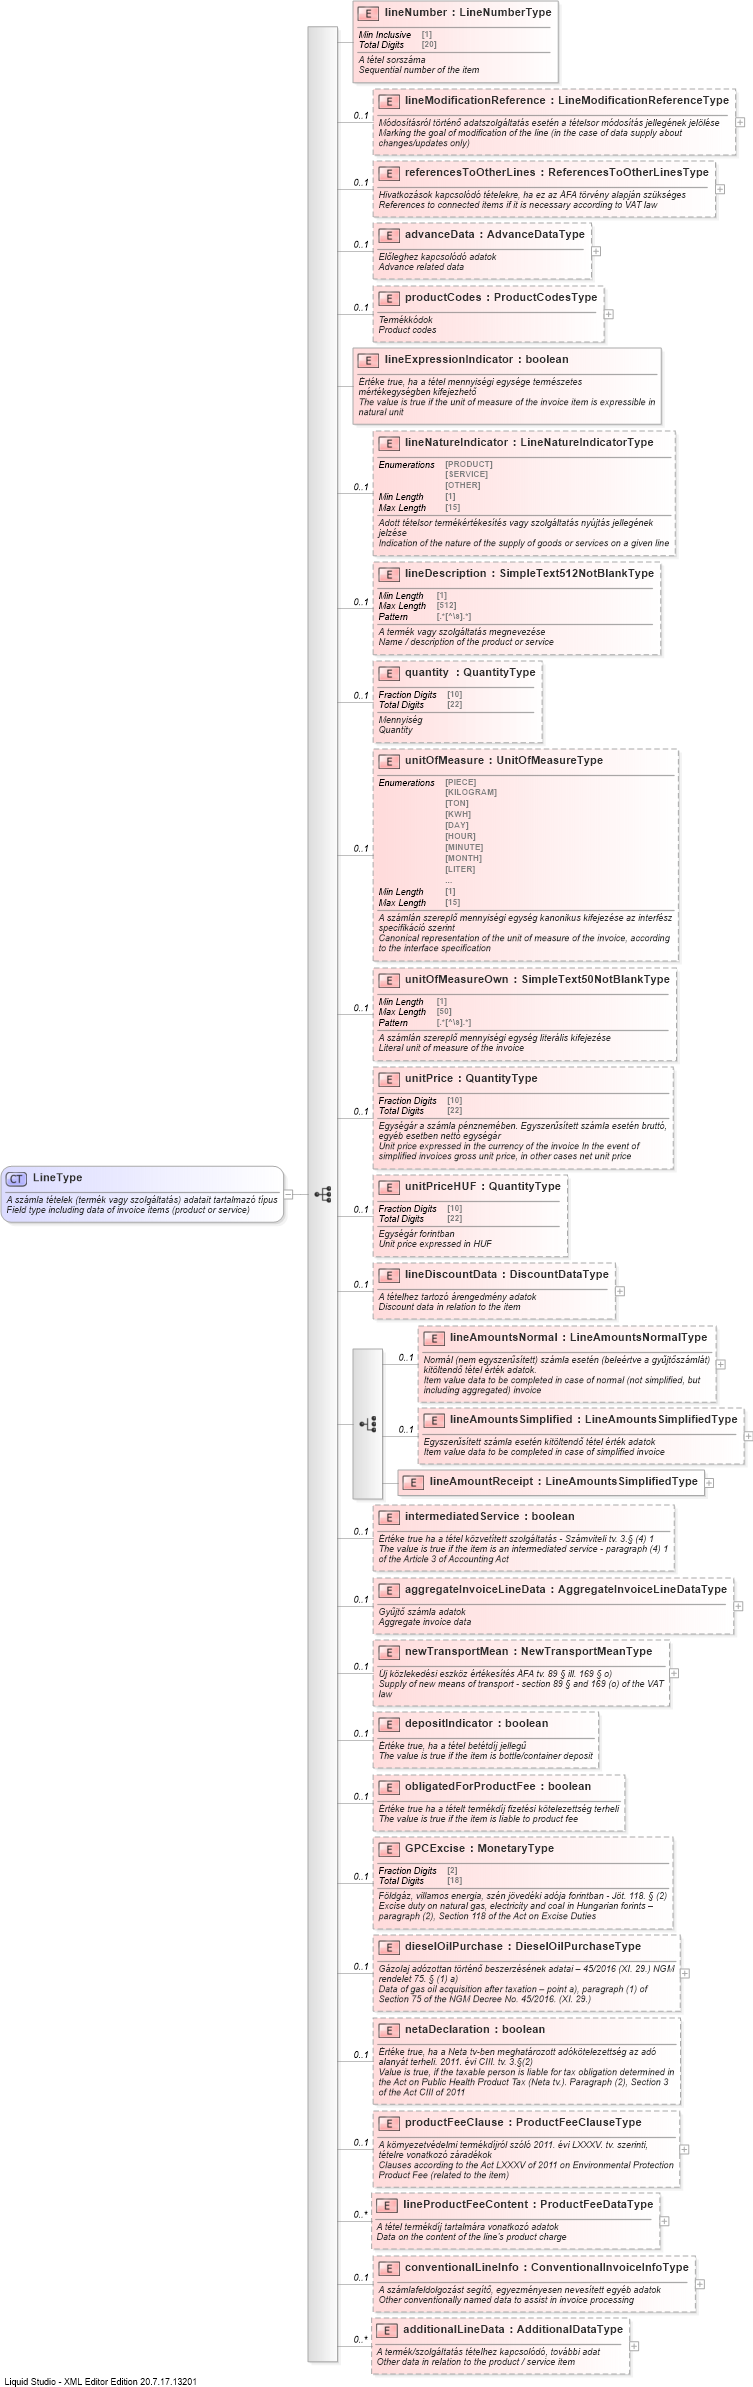 E lineNumber : LineNumberType
Min Inclusive [1]
Total Digits [20]
A tétel sorszáma
Sequential number of the item
0..1
E lineModificationReference : LineModificationReferenceType
Módosításról történő adatszolgáltatás esetén a tételsor módosítás jellegének jelölése
Marking the goal of modification of the line (in the case of data supply about
changes/updates only)
0..1
E referencesToOtherLines : ReferencesToOtherLinesType
Hivatkozások kapcsolódó tételekre, ha ez az ÁFA törvény alapján szükséges
References to connected items if it is necessary according to VAT law
0..1
E advanceData : AdvanceDataType
Előleghez kapcsolódó adatok
Advance related data
0..1
E productCodes : ProductCodesType
Termékkódok
Product codes
E lineExpressionIndicator : boolean
Értéke true, ha a tétel mennyiségi egysége természetes
mértékegységben kifejezhető
The value is true if the unit of measure of the invoice item is expressible in
natural unit
0..1
E lineNatureIndicator : LineNatureIndicatorType
Enumerations [PRODUCT]
[SERVICE]
[OTHER]
Min Length [1]
Max Length [15]
Adott tételsor termékértékesítés vagy szolgáltatás nyújtás jellegének
jelzése
Indication of the nature of the supply of goods or services on a given line
0..1
E lineDescription : SimpleText512NotBlankType
Min Length [1]
Max Length [512]
Pattern [.*[^\s].*]
A termék vagy szolgáltatás megnevezése
Name / description of the product or service
0..1
E quantity : QuantityType
Fraction Digits [10]
Total Digits [22]
Mennyiség
Quantity
0..1
E unitOfMeasure : UnitOfMeasureType
Enumerations [PIECE]
[KILOGRAM]
[TON]
[KWH]
[DAY]
[HOUR]
[MINUTE]
[MONTH]
[LITER]
...
Min Length [1]
Max Length [15]
A számlán szereplő mennyiségi egység kanonikus kifejezése az interfész
specifikáció szerint
Canonical representation of the unit of measure of the invoice, according
to the interface specification
0..1
E unitOfMeasureOwn : SimpleText50NotBlankType
Min Length [1]
Max Length [50]
Pattern [.*[^\s].*]
A számlán szereplő mennyiségi egység literális kifejezése
Literal unit of measure of the invoice
0..1
E unitPrice : QuantityType
Fraction Digits [10]
Total Digits [22]
Egységár a számla pénznemében. Egyszerűsített számla esetén bruttó,
egyéb esetben nettó egységár
Unit price expressed in the currency of the invoice In the event of
simplified invoices gross unit price, in other cases net unit price
CT LineType
A számla tételek (termék vagy szolgáltatás) adatait tartalmazó típus
Field type including data of invoice items (product or service)
0..1
E unitPriceHUF : QuantityType
Fraction Digits [10]
Total Digits [22]
Egységár forintban
Unit price expressed in HUF
0..1
E lineDiscountData : DiscountDataType
A tételhez tartozó árengedmény adatok
Discount data in relation to the item
0..1
E lineAmountsNormal : LineAmountsNormalType
Normál (nem egyszerűsített) számla esetén (beleértve a gyűjtőszámlát)
kitöltendő tétel érték adatok.
Item value data to be completed in case of normal (not simplified, but
including aggregated) invoice
0..1
E lineAmountsSimplified : LineAmountsSimplifiedType
Egyszerűsített számla esetén kitöltendő tétel érték adatok
Item value data to be completed in case of simplified invoice
E lineAmountReceipt : LineAmountsSimplifiedType
0..1
E intermediatedService : boolean
Értéke true ha a tétel közvetített szolgáltatás - Számviteli tv. 3.§ (4) 1
The value is true if the item is an intermediated service - paragraph (4) 1
of the Article 3 of Accounting Act
0..1
E aggregateInvoiceLineData : AggregateInvoiceLineDataType
Gyűjtő számla adatok
Aggregate invoice data
0..1
E newTransportMean : NewTransportMeanType
Új közlekedési eszköz értékesítés ÁFA tv. 89 § ill. 169 § o)
Supply of new means of transport - section 89 § and 169 (o) of the VAT
law
0..1
E depositIndicator : boolean
Értéke true, ha a tétel betétdíj jellegű
The value is true if the item is bottle/container deposit
0..1
E obligatedForProductFee : boolean
Értéke true ha a tételt termékdíj fizetési kötelezettség terheli
The value is true if the item is liable to product fee
0..1
E GPCExcise : MonetaryType
Fraction Digits [2]
Total Digits [18]
Földgáz, villamos energia, szén jövedéki adója forintban - Jöt. 118. § (2)
Excise duty on natural gas, electricity and coal in Hungarian forints –
paragraph (2), Section 118 of the Act on Excise Duties
0..1
E dieselOilPurchase : DieselOilPurchaseType
Gázolaj adózottan történő beszerzésének adatai – 45/2016 (XI. 29.) NGM
rendelet 75. § (1) a)
Data of gas oil acquisition after taxation – point a), paragraph (1) of
Section 75 of the NGM Decree No. 45/2016. (XI. 29.)
0..1
E netaDeclaration : boolean
Értéke true, ha a Neta tv-ben meghatározott adókötelezettség az adó
alanyát terheli. 2011. évi CIII. tv. 3.§(2)
Value is true, if the taxable person is liable for tax obligation determined in
the Act on Public Health Product Tax (Neta tv.). Paragraph (2), Section 3
of the Act CIII of 2011
0..1
E productFeeClause : ProductFeeClauseType
A környezetvédelmi termékdíjról szóló 2011. évi LXXXV. tv. szerinti,
tételre vonatkozó záradékok
Clauses according to the Act LXXXV of 2011 on Environmental Protection
Product Fee (related to the item)
0..*
E lineProductFeeContent : ProductFeeDataType
A tétel termékdíj tartalmára vonatkozó adatok
Data on the content of the line's product charge
0..1
E conventionalLineInfo : ConventionalInvoiceInfoType
A számlafeldolgozást segítő, egyezményesen nevesített egyéb adatok
Other conventionally named data to assist in invoice processing
0..*
E additionalLineData : AdditionalDataType
A termék/szolgáltatás tételhez kapcsolódó, további adat
Other data in relation to the product / service item
Liquid Studio - XML Editor Edition 20.7.17.13201